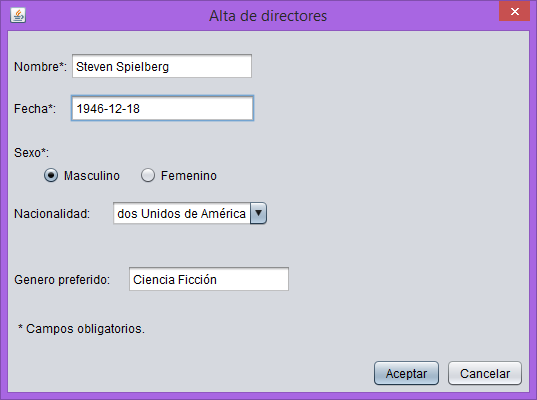 Alta de directores
Nombre*: Steven Spielberg
Fecha*: 1946-12-18
Sexo*:
Masculino Femenino
Nacionalidad: dos Unidos de América
Genero preferido: Ciencia Ficción
* Campos obligatorios.
Aceptar Cancelar